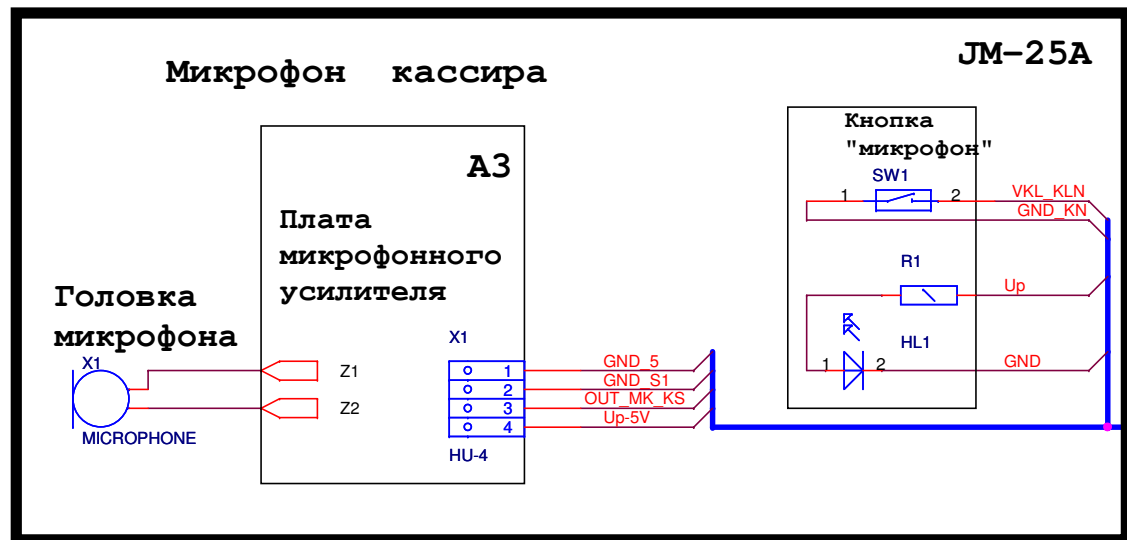 JM-25A
Микрофон кассира
Кнопка
"микрофон"
SW1
1 2
VKL_KLN
GND_KN
R1
Up
HL1
1 2
GND
A3
Плата
микрофонного
усилителя
Головка
микрофона
X1
MICROPHONE
Z1
Z2
X1
1
2
3
4
HU-4
GND_5
GND_S1
OUT_MK_KS
Up-5V